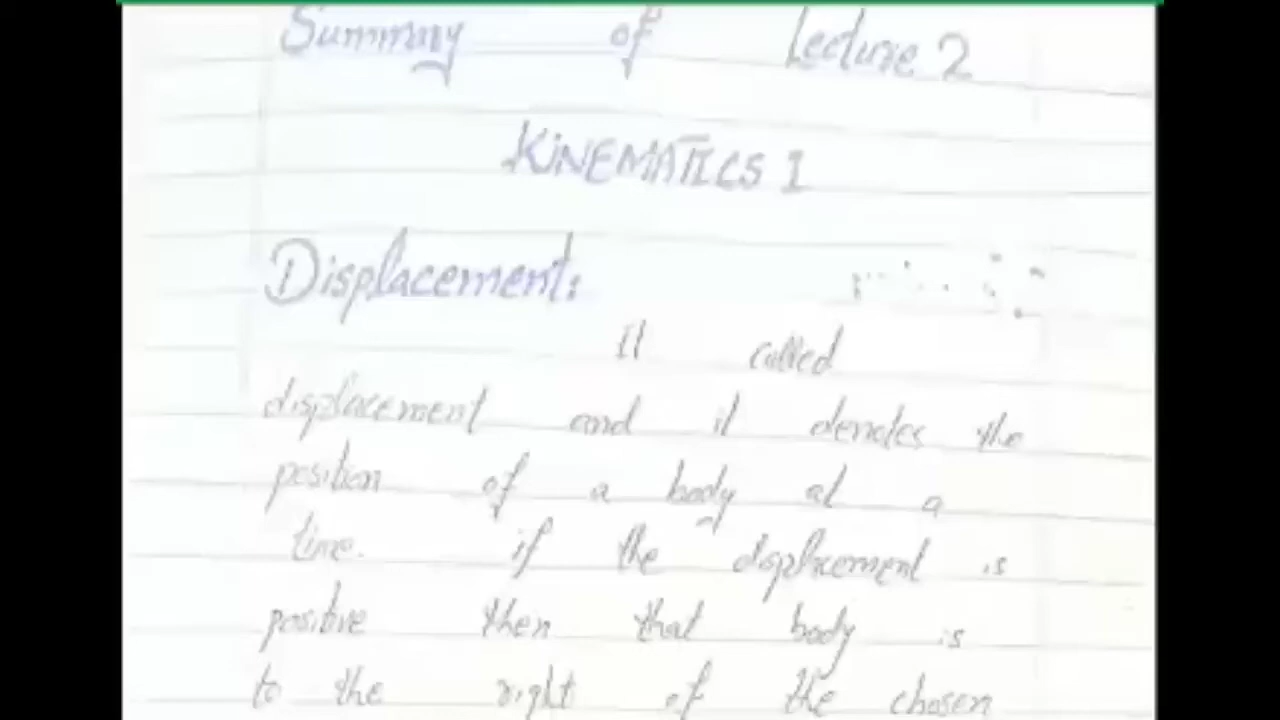 Summary of Lecture 2
KINEMATICS 1
Displacement:
It called
displacement and it denotes the
position of a body at a
time. if the displacement is
positive then that body is
to the right of the chosen